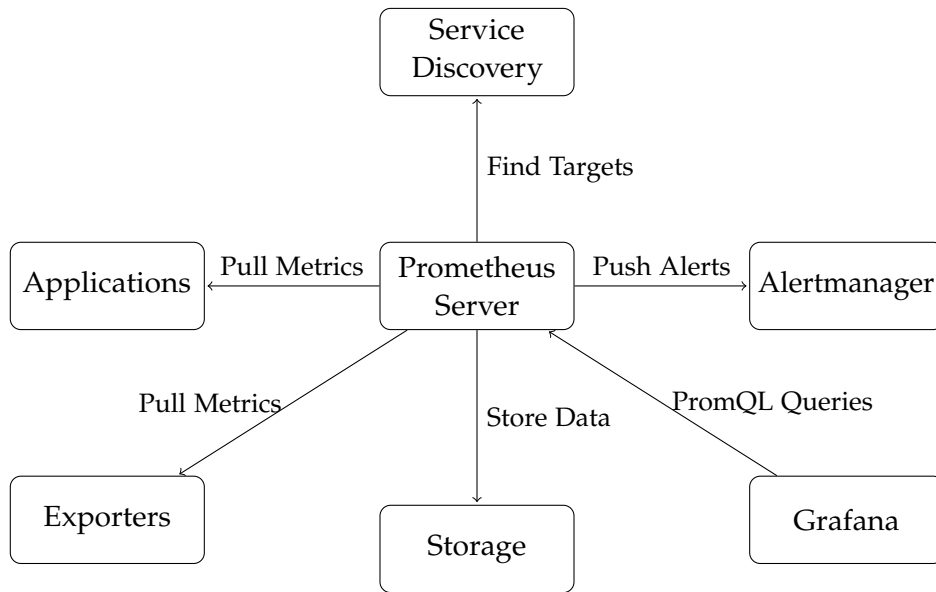 Service
Discovery
Find Targets
Applications
Pull Metrics
Prometheus
Server
Push Alerts
Alertmanager
Pull Metrics
Store Data
PromQL Queries
Exporters
Storage
Grafana